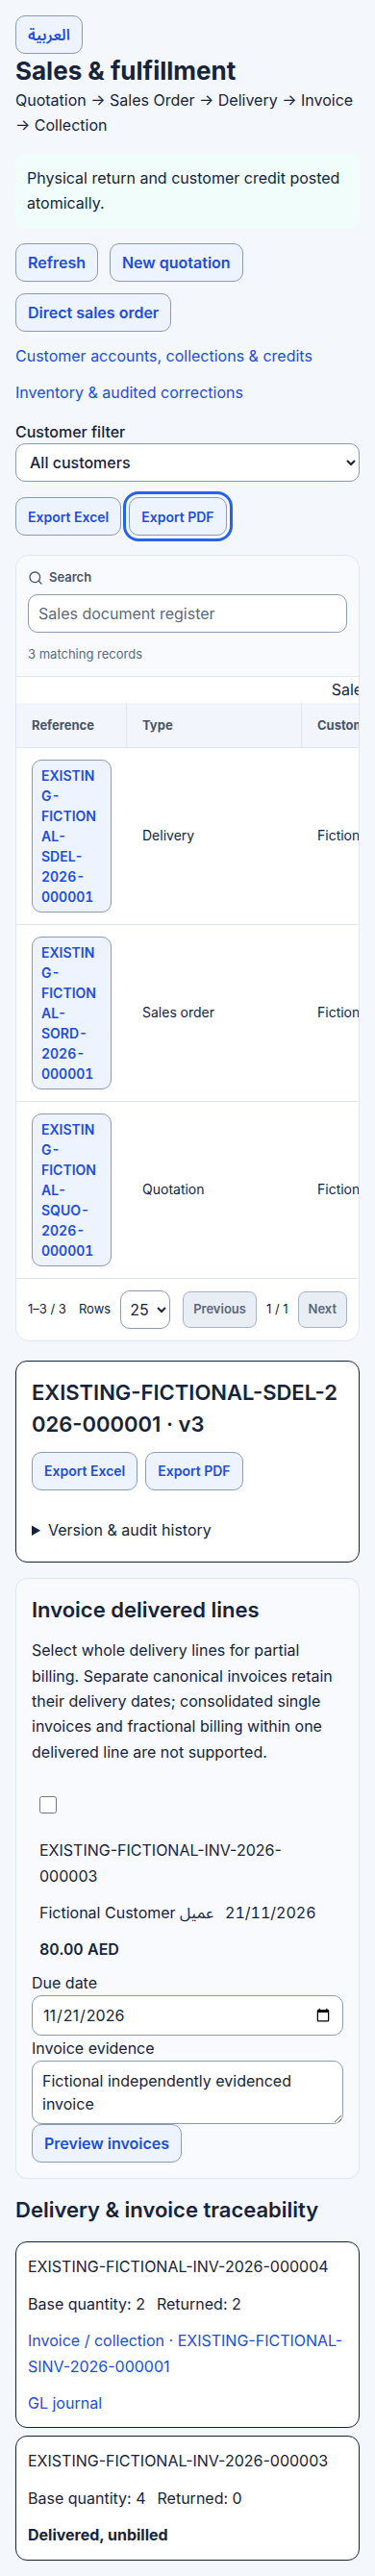 العربية
Sales & fulfillment
Quotation → Sales Order → Delivery → Invoice
→ Collection
Physical return and customer credit posted
atomically.
Refresh New quotation
Direct sales order
Customer accounts, collections & credits
Inventory & audited corrections
Customer filter
All customers
Export Excel Export PDF
Search
Sales document register
3 matching records
Sale
Reference Type Custom
EXISTIN
G-
FICTION
AL-
SDEL-
2026-
000001
Delivery Fiction
EXISTIN
G-
FICTION
AL-
SORD-
2026-
000001
Sales order Fiction
EXISTIN
G-
FICTION
AL-
SQUO-
2026-
000001
Quotation Fiction
1–3 / 3 Rows 25 Previous 1 / 1 Next
EXISTING-FICTIONAL-SDEL-2
026-000001 · v3
Export Excel Export PDF
Version & audit history
Invoice delivered lines
Select whole delivery lines for partial
billing. Separate canonical invoices retain
their delivery dates; consolidated single
invoices and fractional billing within one
delivered line are not supported.
EXISTING-FICTIONAL-INV-2026-
000003
Fictional Customer عميل 21/11/2026
80.00 AED
Due date
11/21/2026
Invoice evidence
Fictional independently evidenced
invoice
Preview invoices
Delivery & invoice traceability
EXISTING-FICTIONAL-INV-2026-000004
Base quantity: 2 Returned: 2
Invoice / collection · EXISTING-FICTIONAL-
SINV-2026-000001
GL journal
EXISTING-FICTIONAL-INV-2026-000003
Base quantity: 4 Returned: 0
Delivered, unbilled